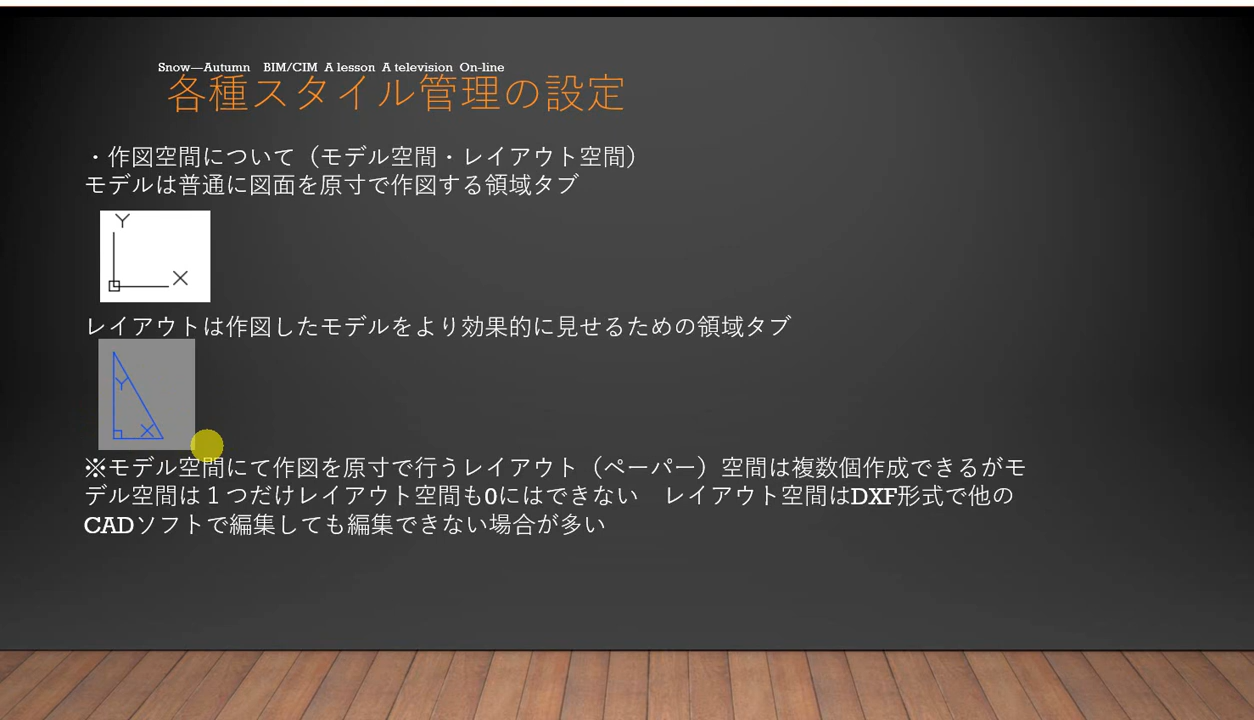 Snow—Autumn BIM/CIM A lesson A television On-line
各種スタイル管理の設定
・作図空間について（モデル空間・レイアウト空間）
モデルは普通に図面を原寸で作図する領域タブ
Y
X
レイアウトは作図したモデルをより効果的に見せるための領域タブ
Y
X
※モデル空間にて作図を原寸で行うレイアウト（ペーパー）空間は複数個作成できるがモ
デル空間は１つだけレイアウト空間も0にはできない　レイアウト空間はDXF形式で他の
CADソフトで編集しても編集できない場合が多い